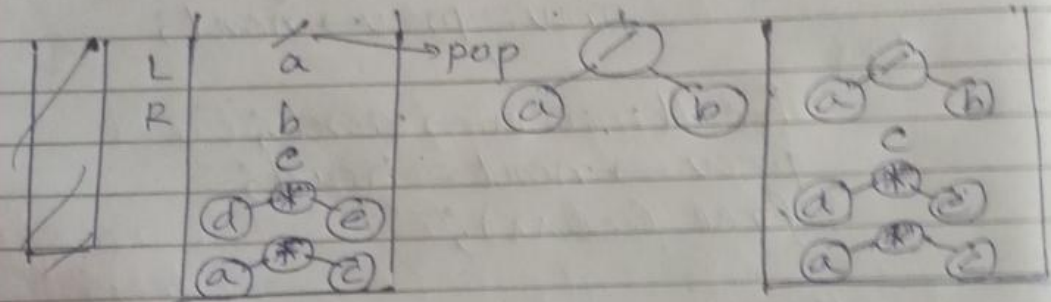 /
L a → pop /
a b a / b
R b c
c d * e
d * e a * c
a * c